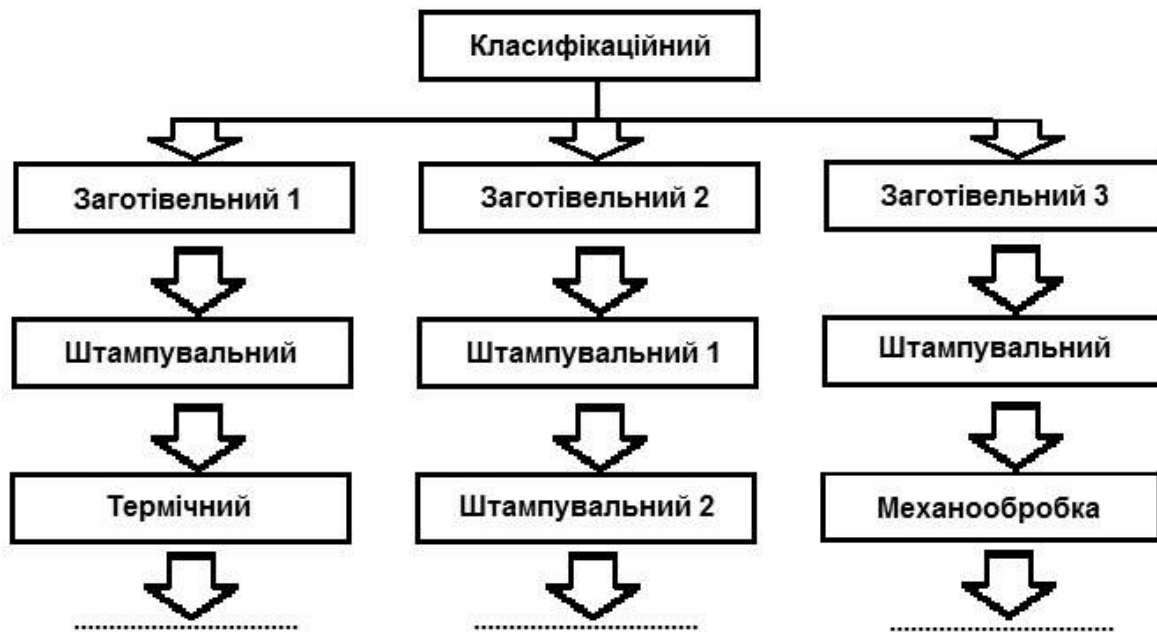 Класифікаційний
Заготівельний 1
Заготівельний 2
Заготівельний 3
Штампувальний
Штампувальний 1
Штампувальний
Термічний
Штампувальний 2
Механообробка